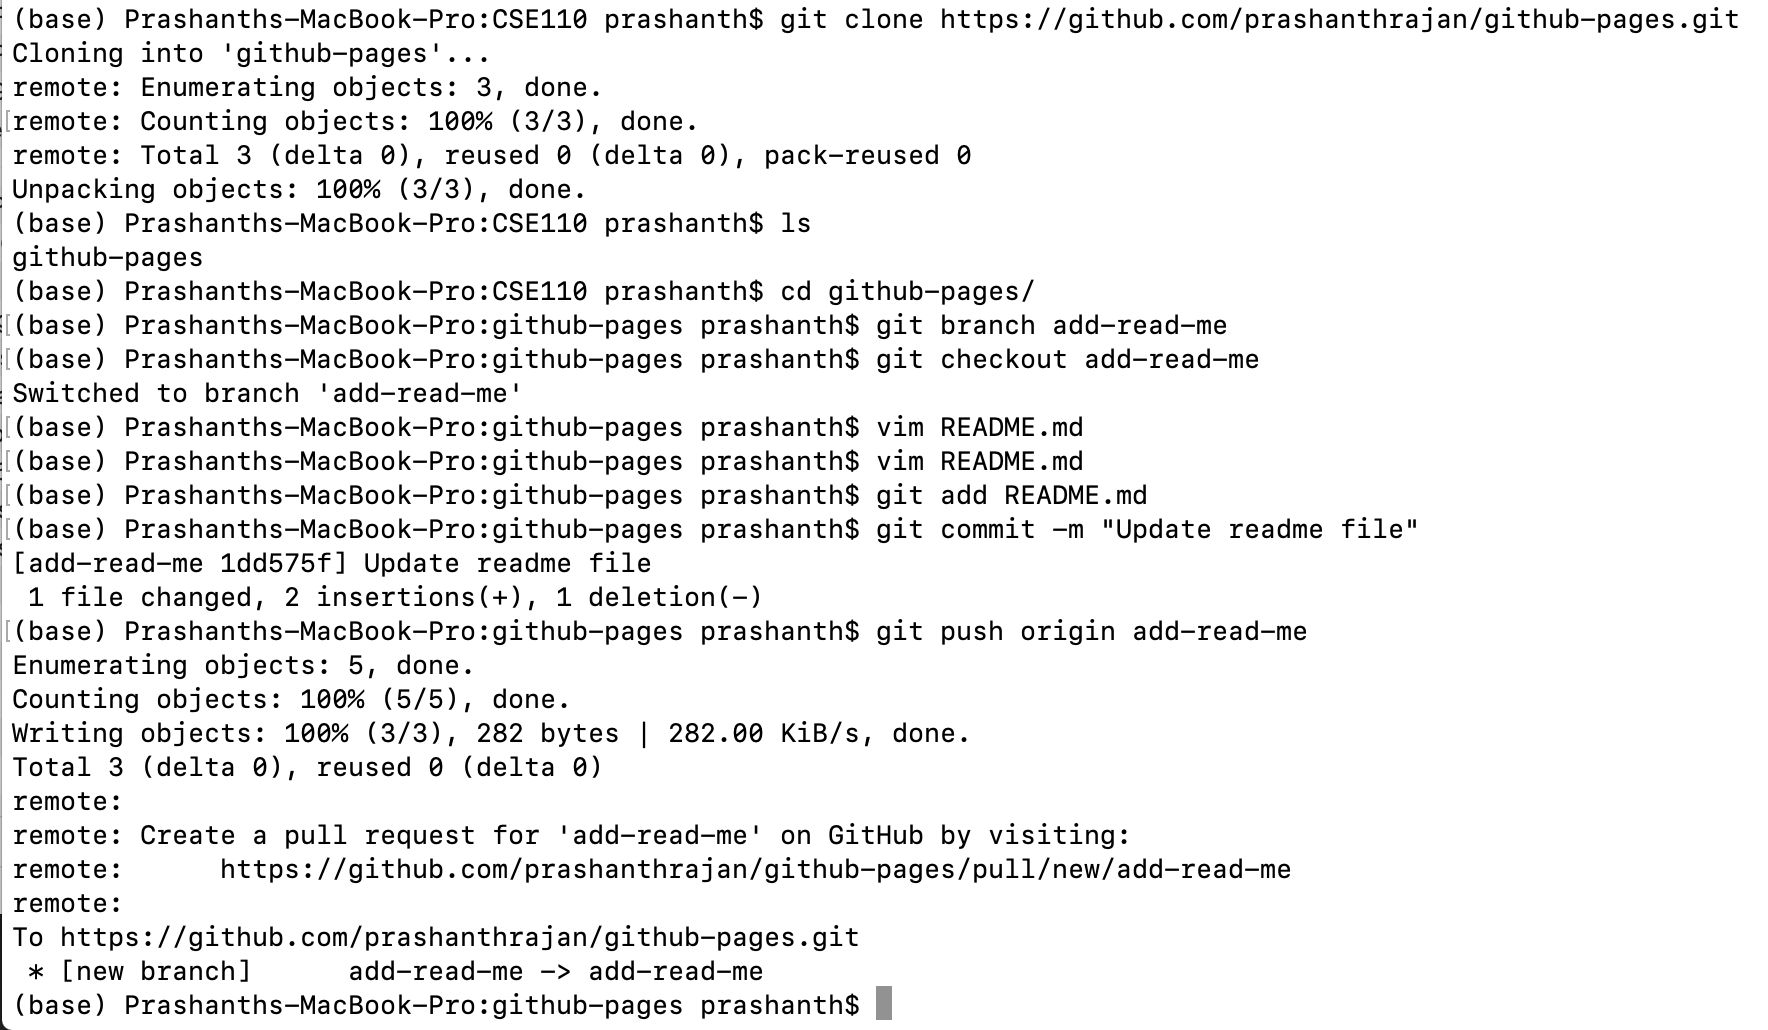 (base) Prashanths-MacBook-Pro:CSE110 prashanth$ git clone https://github.com/prashanthrajan/github-pages.git
Cloning into 'github-pages'...
remote: Enumerating objects: 3, done.
[remote: Counting objects: 100% (3/3), done.
remote: Total 3 (delta 0), reused 0 (delta 0), pack-reused 0
Unpacking objects: 100% (3/3), done.
(base) Prashanths-MacBook-Pro:CSE110 prashanth$ ls
github-pages
(base) Prashanths-MacBook-Pro:CSE110 prashanth$ cd github-pages/
[(base) Prashanths-MacBook-Pro:github-pages prashanth$ git branch add-read-me
[(base) Prashanths-MacBook-Pro:github-pages prashanth$ git checkout add-read-me
Switched to branch 'add-read-me'
[(base) Prashanths-MacBook-Pro:github-pages prashanth$ vim README.md
[(base) Prashanths-MacBook-Pro:github-pages prashanth$ vim README.md
[(base) Prashanths-MacBook-Pro:github-pages prashanth$ git add README.md
[(base) Prashanths-MacBook-Pro:github-pages prashanth$ git commit -m "Update readme file"
[add-read-me 1dd575f] Update readme file
 1 file changed, 2 insertions(+), 1 deletion(-)
[(base) Prashanths-MacBook-Pro:github-pages prashanth$ git push origin add-read-me
Enumerating objects: 5, done.
Counting objects: 100% (5/5), done.
Writing objects: 100% (3/3), 282 bytes | 282.00 KiB/s, done.
Total 3 (delta 0), reused 0 (delta 0)
remote:
remote: Create a pull request for 'add-read-me' on GitHub by visiting:
remote:      https://github.com/prashanthrajan/github-pages/pull/new/add-read-me
remote:
To https://github.com/prashanthrajan/github-pages.git
 * [new branch]      add-read-me -> add-read-me
(base) Prashanths-MacBook-Pro:github-pages prashanth$